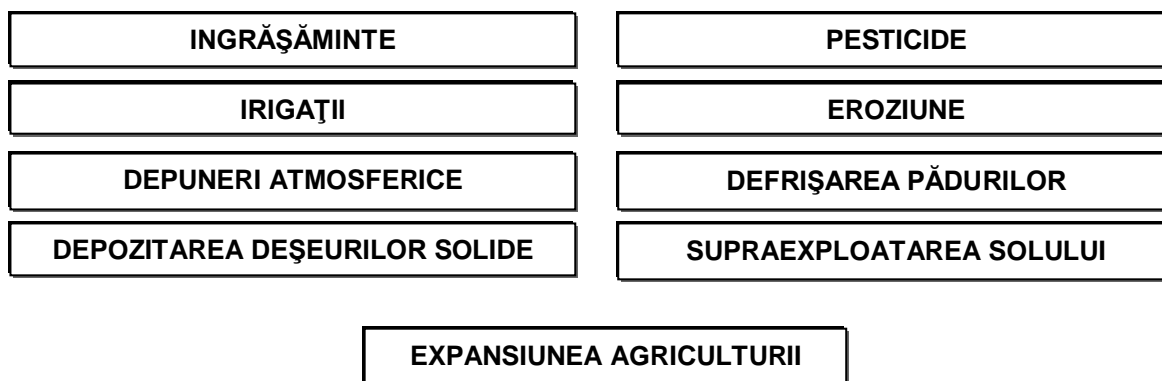 INGRĂŞĂMINTE
PESTICIDE
IRIGAŢII
EROZIUNE
DEPUNERI ATMOSFERICE
DEFRIŞAREA PĂDURILOR
DEPOZITAREA DEŞEURILOR SOLIDE
SUPRAEXPLOATAREA SOLULUI
EXPANSIUNEA AGRICULTURII